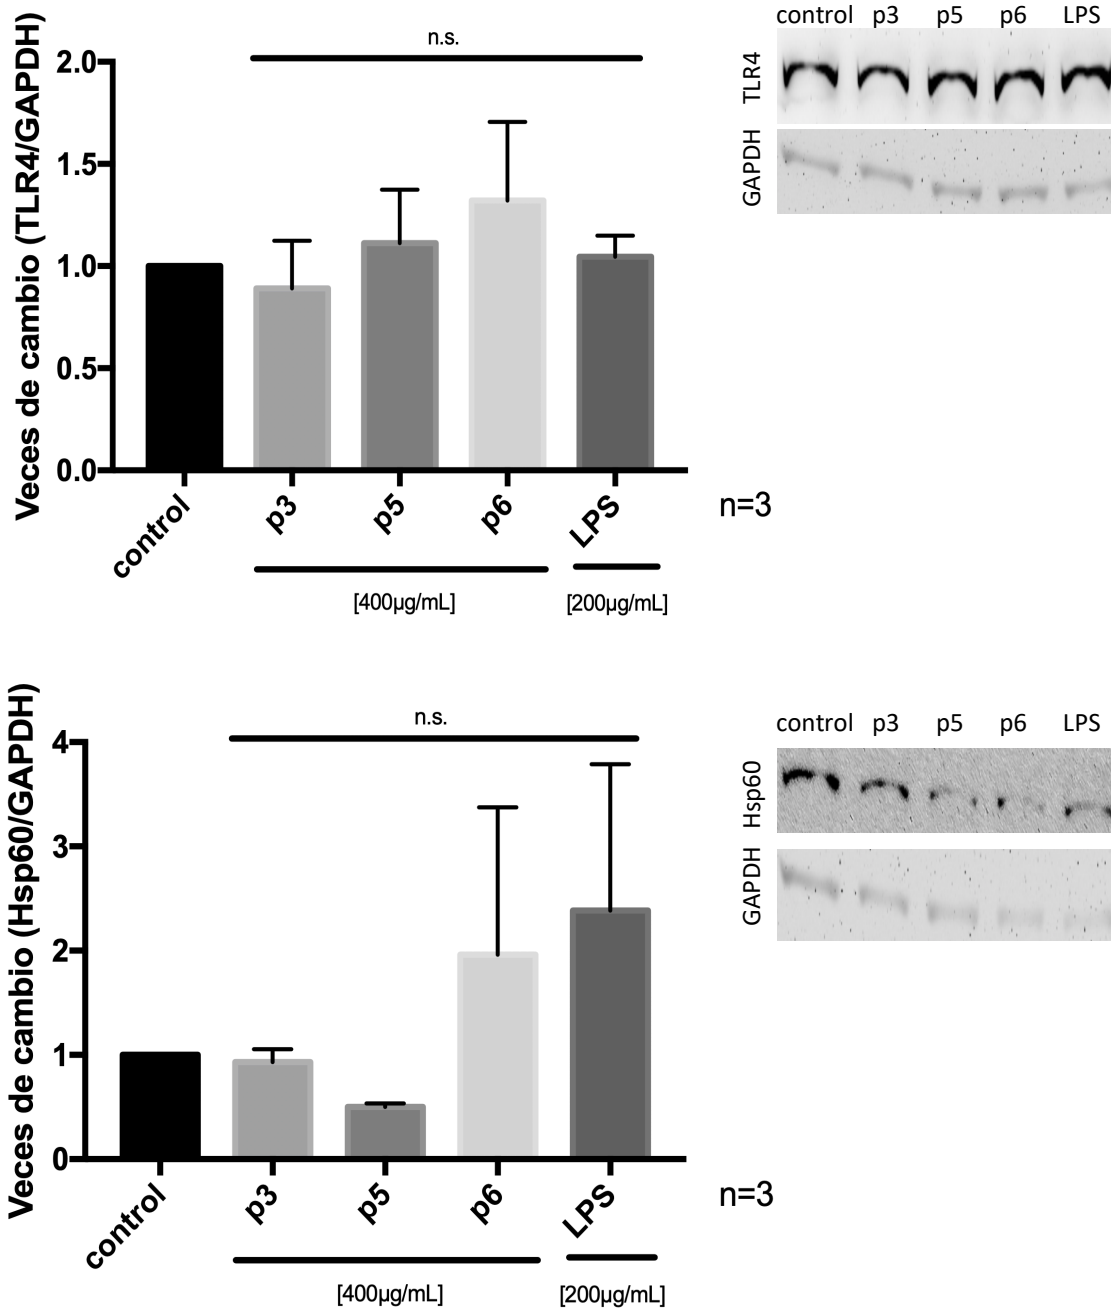 n.s.
Veces de cambio (TLR4/GAPDH)
2.0
1.5
1.0
0.5
0.0
control
p3
p5
p6
LPS
[400µg/mL]
[200µg/mL]
n=3
control p3 p5 p6 LPS
TLR4
GAPDH
n.s.
Veces de cambio (Hsp60/GAPDH)
4
3
2
1
0
control
p3
p5
p6
LPS
[400µg/mL]
[200µg/mL]
n=3
control p3 p5 p6 LPS
Hsp60
GAPDH